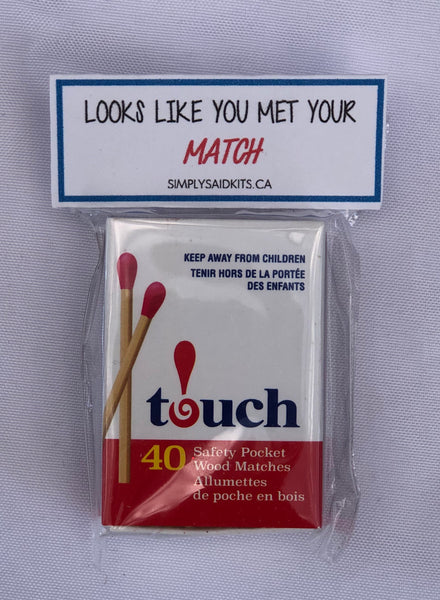 LOOKS LIKE YOU MET YOUR
MATCH
SIMPLYSAIDKITS.CA
KEEP AWAY FROM CHILDREN
TENIR HORS DE LA PORTÉE
DES ENFANTS
touch
40 Safety Pocket
Wood Matches
Allumettes
de poche en bois